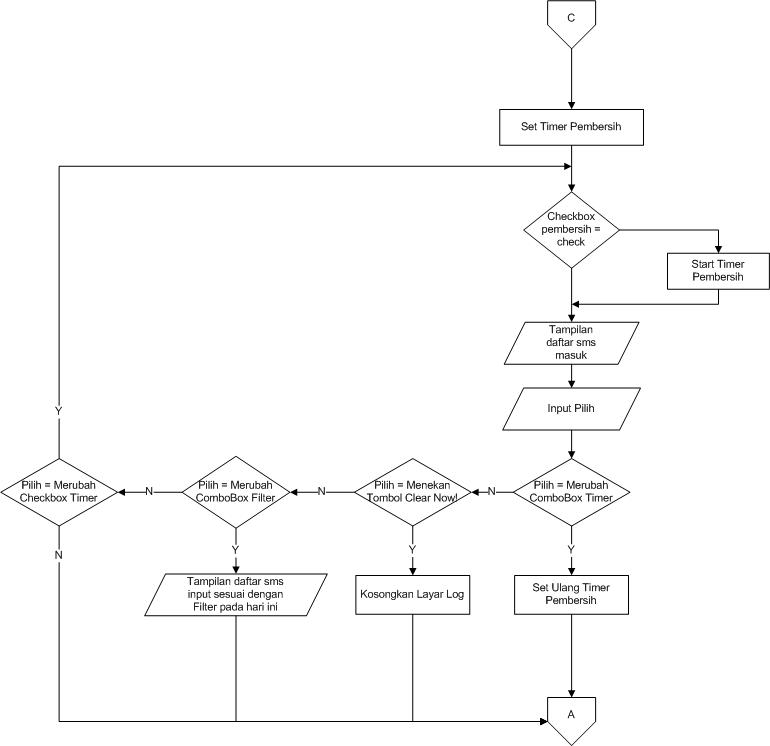 C
Set Timer Pembersih
Checkbox
pembersih =
check
Start Timer
Pembersih
Tampilan
daftar sms
masuk
Input Pilih
Y
Pilih = Merubah
Checkbox Timer
N
Pilih = Merubah
ComboBox Filter
N
Pilih = Menekan
Tombol Clear Now!
N
Pilih = Merubah
ComboBox Timer
N
Y
Y
Y
Tampilan daftar sms
input sesuai dengan
Filter pada hari ini
Kosongkan Layar Log
Set Ulang Timer
Pembersih
A